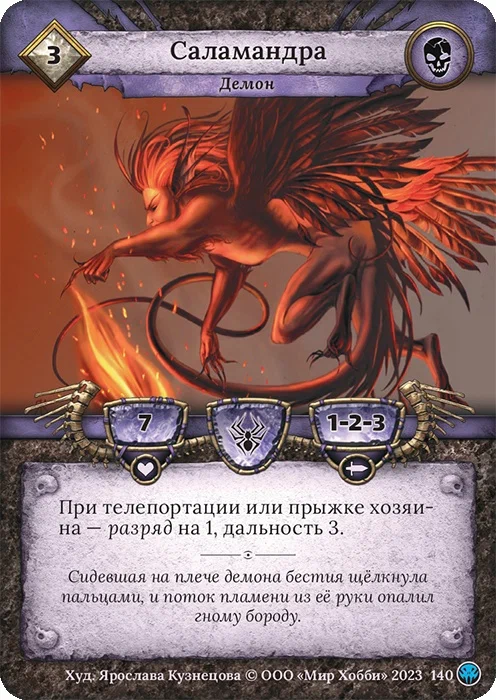 3
Саламандра
Демон
7
1-2-3
При телепортации или прыжке хозяи-
на — разряд на 1, дальность 3.
Сидевшая на плече демона бестия щёлкнула
пальцами, и поток пламени из её руки опалил
гному бороду.
Худ. Ярослава Кузнецова © ООО «Мир Хобби» 2023 140